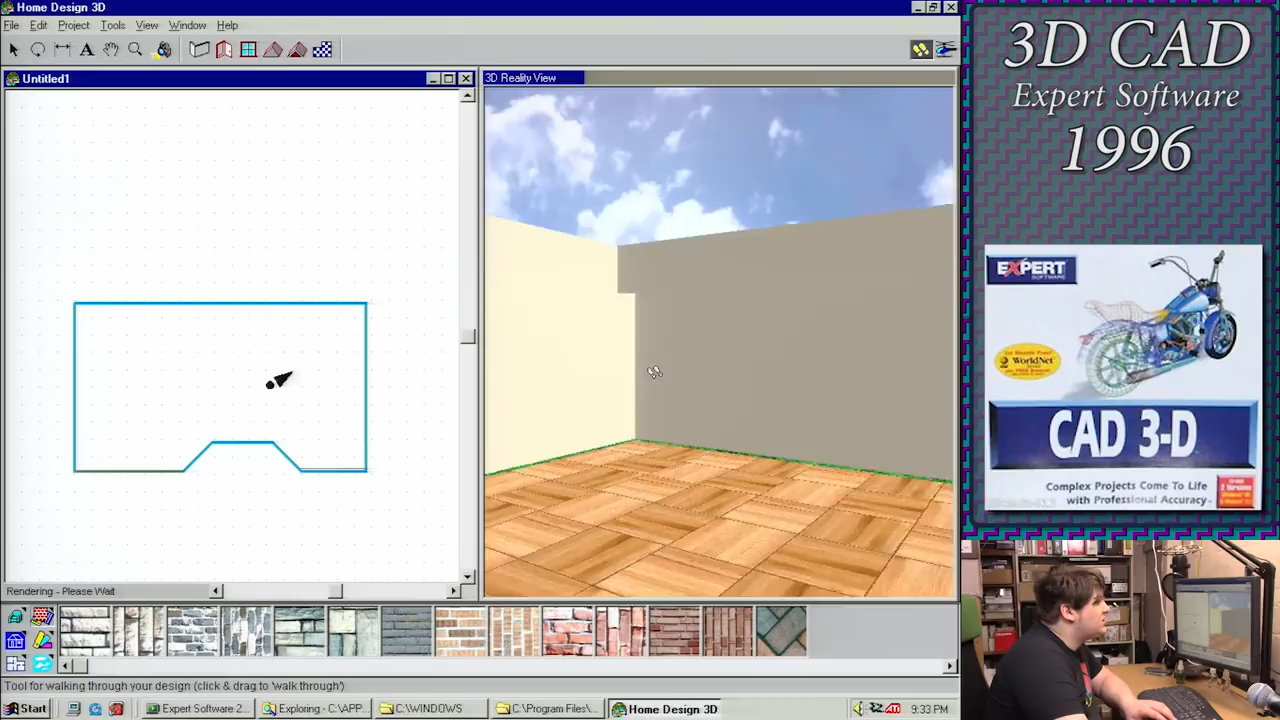 Home Design 3D
File Edit Project Tools View Window Help
Untitled1
3D Reality View
Rendering - Please Wait
Tool for walking through your design (click & drag to 'walk through')
Start
Expert Software 2...
Exploring - C:\APP...
C:\WINDOWS
C:\Program Files\...
Home Design 3D
ATI
9:33 PM
3D CAD
Expert Software
1996
EXPERT
SOFTWARE
WorldNet
CAD 3-D
Complex Projects Come To Life
with Professional Accuracy